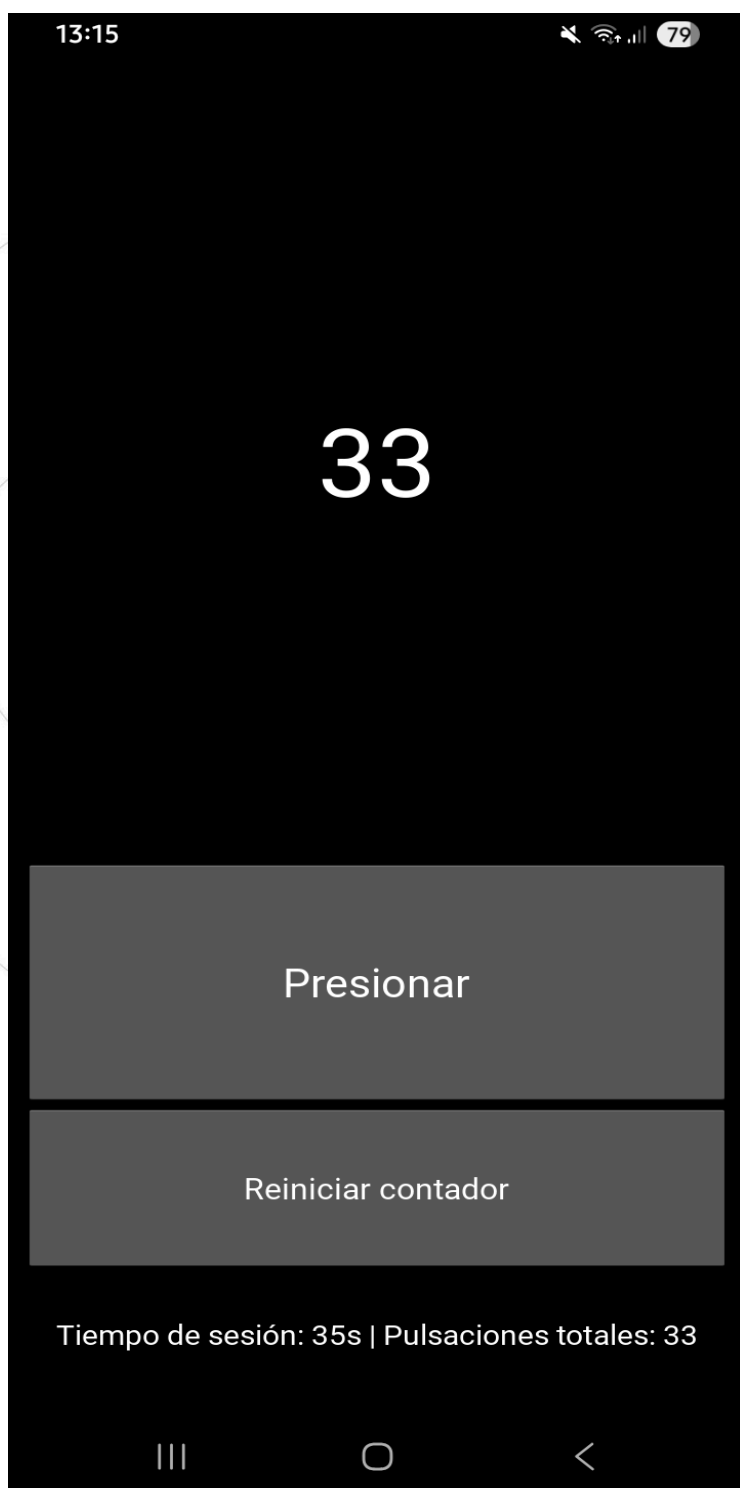 13:15 79
33
Presionar
Reiniciar contador
Tiempo de sesión: 35s | Pulsaciones totales: 33